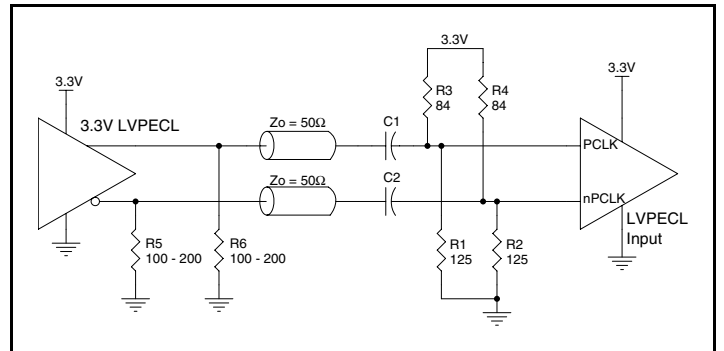 3.3V
3.3V LVPECL
R5
100 - 200
R6
100 - 200
Zo = 50Ω
Zo = 50Ω
C1
C2
3.3V
R3
84
R4
84
R1
125
R2
125
3.3V
PCLK
nPCLK
LVPECL
Input